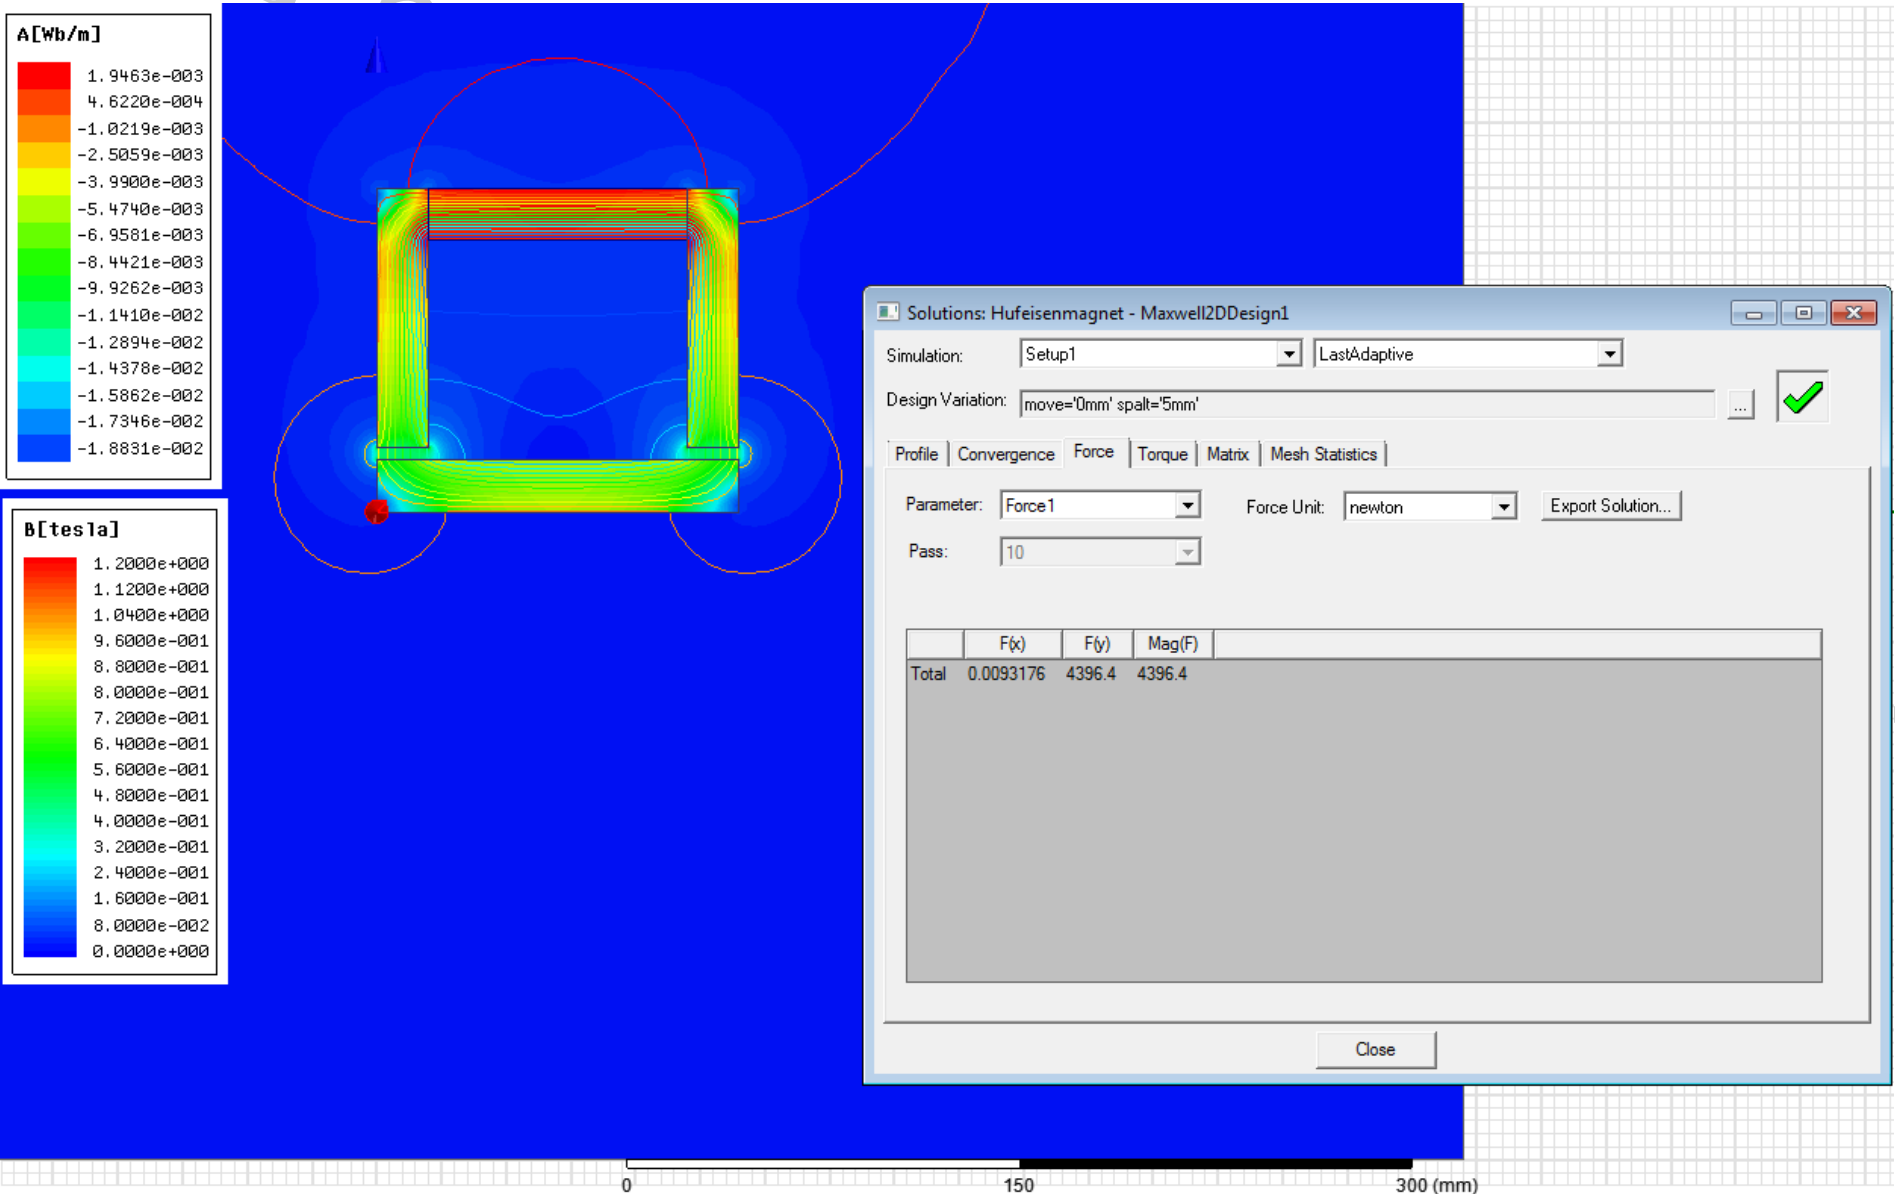 A[Wb/m]
1.9463e-003
4.6220e-004
-1.0219e-003
-2.5059e-003
-3.9900e-003
-5.4740e-003
-6.9581e-003
-8.4421e-003
-9.9262e-003
-1.1410e-002
-1.2894e-002
-1.4378e-002
-1.5862e-002
-1.7346e-002
-1.8831e-002
B[tesla]
1.2000e+000
1.1200e+000
1.0400e+000
9.6000e-001
8.8000e-001
8.0000e-001
7.2000e-001
6.4000e-001
5.6000e-001
4.8000e-001
4.0000e-001
3.2000e-001
2.4000e-001
1.6000e-001
8.0000e-002
0.0000e+000
Solutions: Hufeisenmagnet - Maxwell2DDesign1
Simulation: Setup1 LastAdaptive
Design Variation: move='0mm' spalt='5mm' ...
Profile Convergence Force Torque Matrix Mesh Statistics
Parameter: Force1 Force Unit: newton Export Solution...
Pass: 10
F(x) F(y) Mag(F)
Total 0.0093176 4396.4 4396.4
Close
0 150 300 (mm)